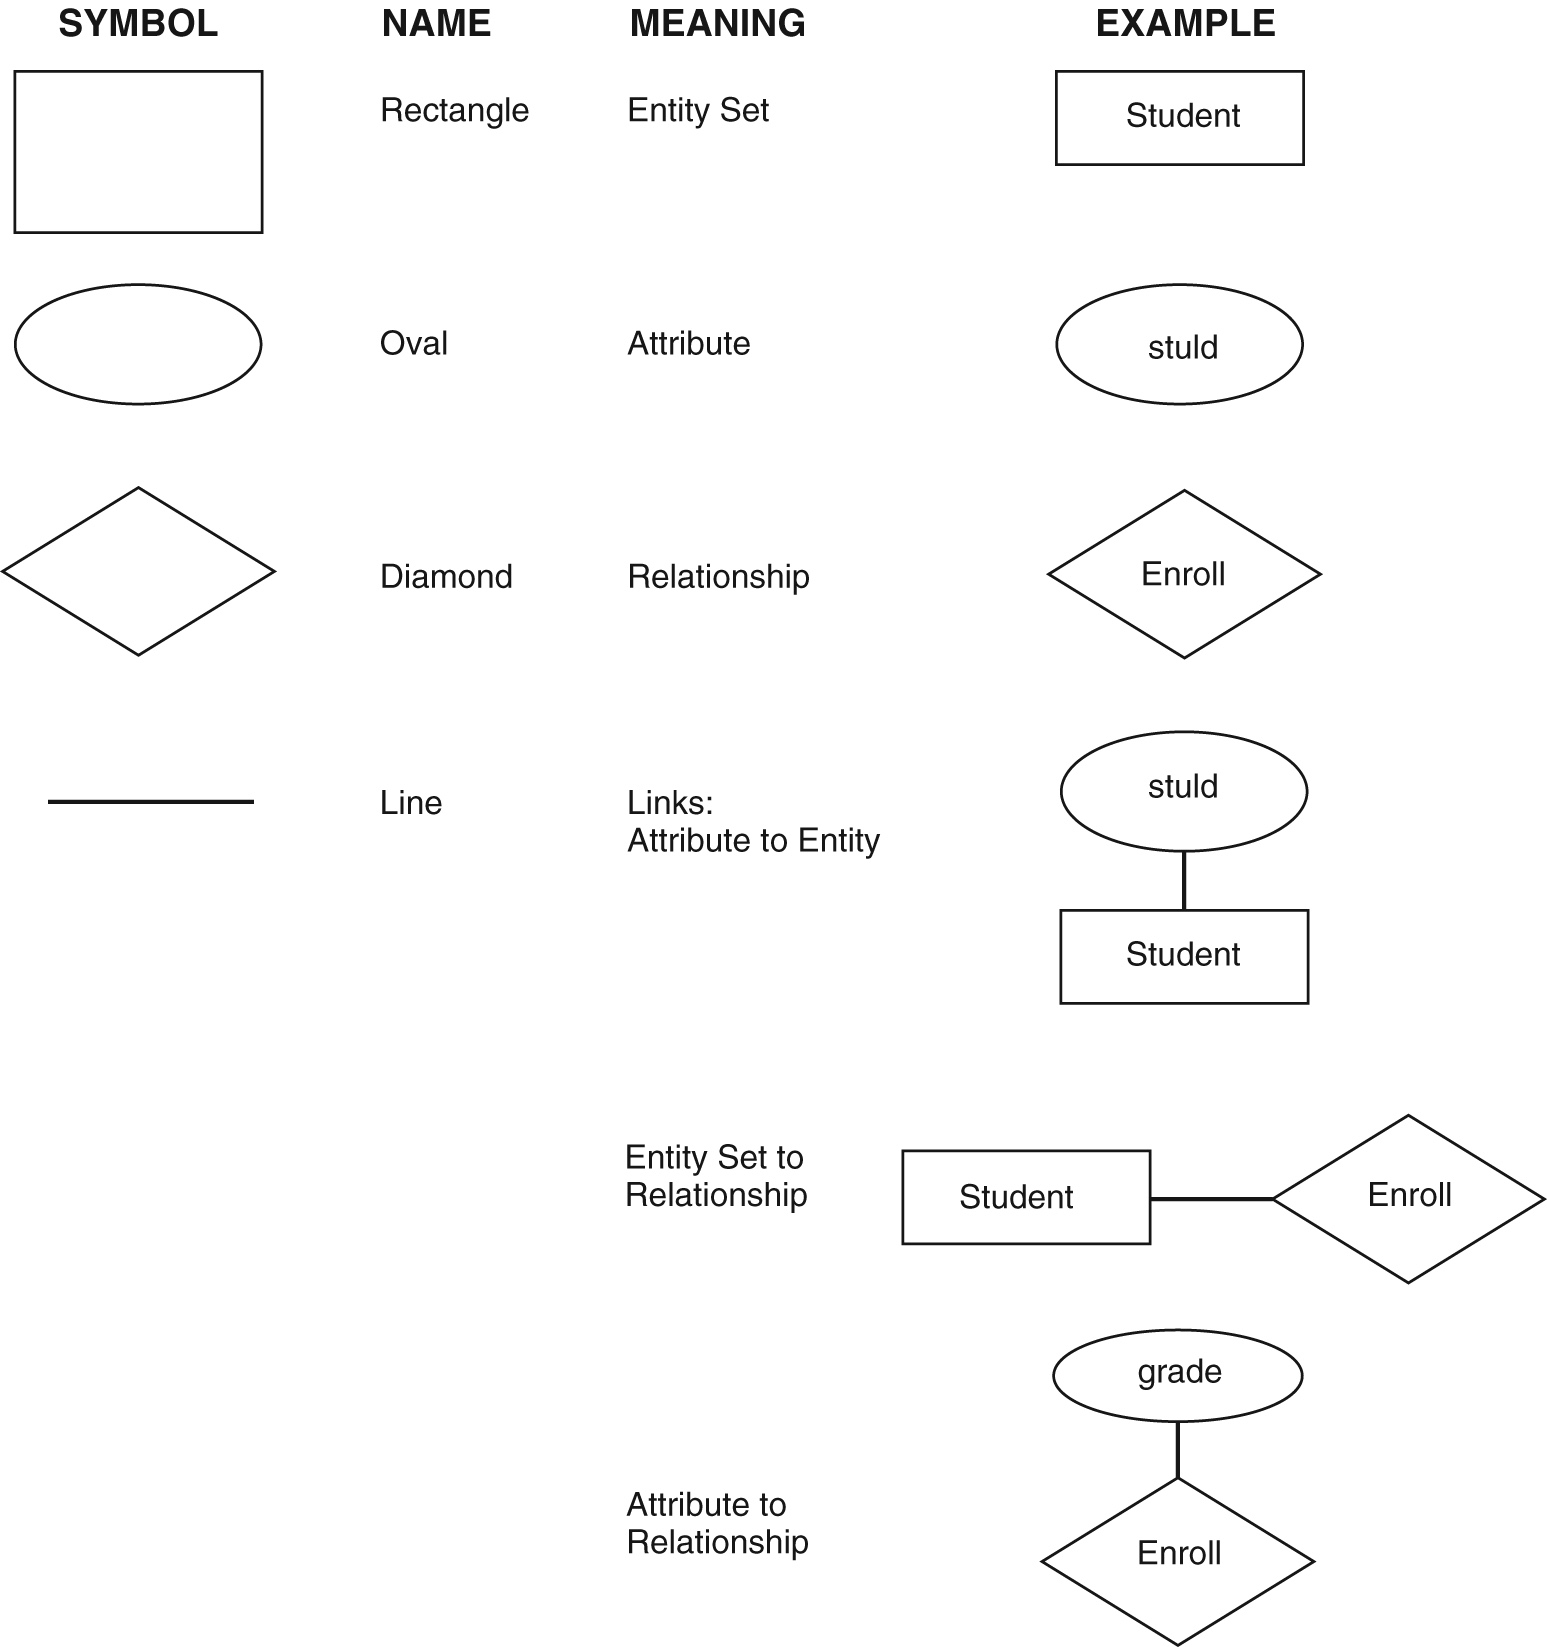 SYMBOL NAME MEANING EXAMPLE
Rectangle Entity Set Student
Oval Attribute stuId
Diamond Relationship Enroll
stuId
Line Links:
Attribute to Entity
Student
Entity Set to
Relationship
Student Enroll
grade
Attribute to
Relationship
Enroll